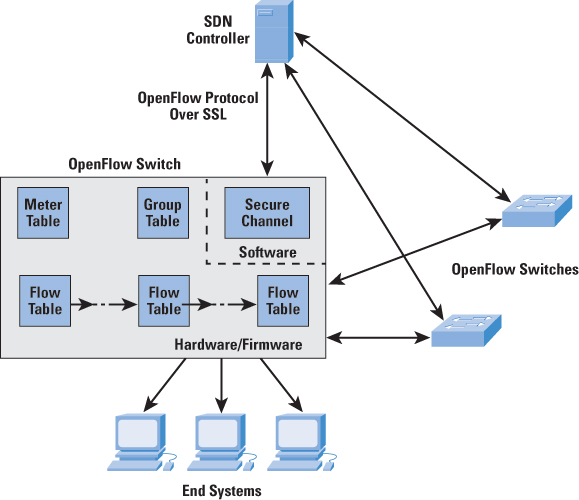 SDN
Controller
OpenFlow Protocol
Over SSL
OpenFlow Switch
Meter
Table
Group
Table
Secure
Channel
Software
OpenFlow Switches
Flow
Table
Flow
Table
Flow
Table
Hardware/Firmware
End Systems